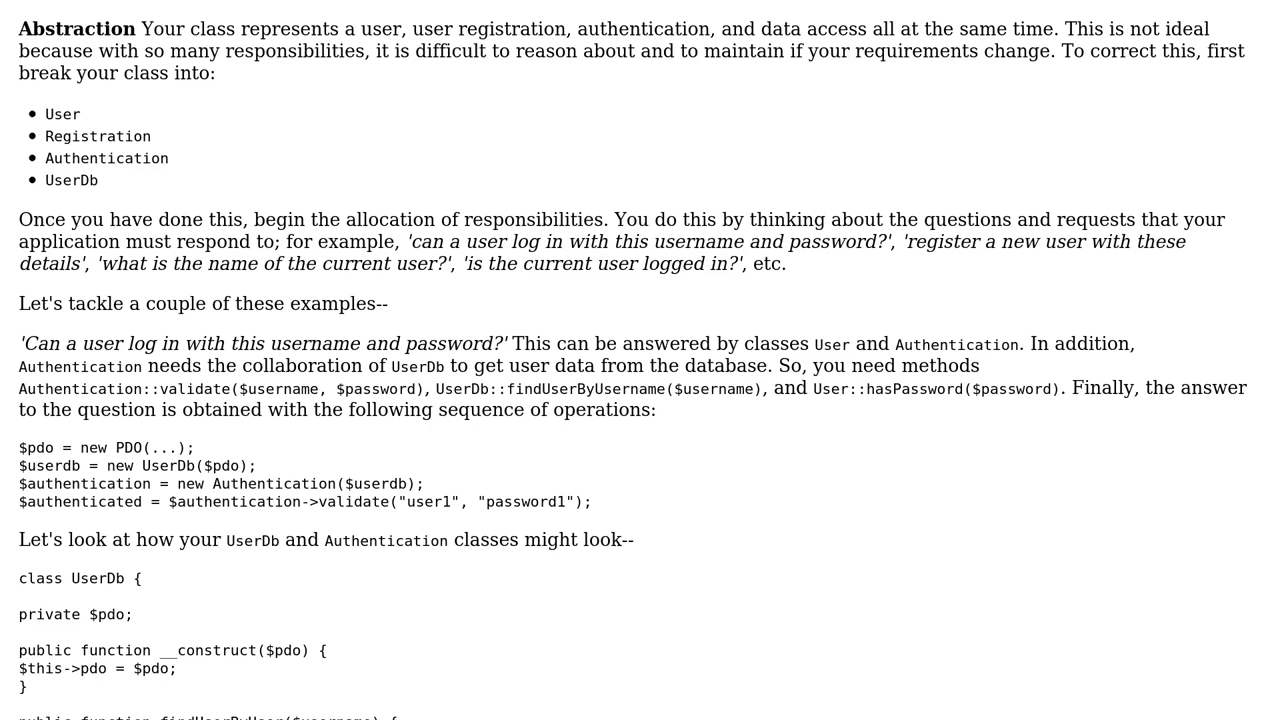 Abstraction Your class represents a user, user registration, authentication, and data access all at the same time. This is not ideal
because with so many responsibilities, it is difficult to reason about and to maintain if your requirements change. To correct this, first
break your class into:
User
Registration
Authentication
UserDb
Once you have done this, begin the allocation of responsibilities. You do this by thinking about the questions and requests that your
application must respond to; for example, 'can a user log in with this username and password?', 'register a new user with these
details', 'what is the name of the current user?', 'is the current user logged in?', etc.
Let's tackle a couple of these examples--
'Can a user log in with this username and password?' This can be answered by classes User and Authentication. In addition,
Authentication needs the collaboration of UserDb to get user data from the database. So, you need methods
Authentication::validate($username, $password), UserDb::findUserByUsername($username), and User::hasPassword($password). Finally, the answer
to the question is obtained with the following sequence of operations:
$pdo = new PDO(...);
$userdb = new UserDb($pdo);
$authentication = new Authentication($userdb);
$authenticated = $authentication->validate("user1", "password1");
Let's look at how your UserDb and Authentication classes might look--
class UserDb {
private $pdo;
public function __construct($pdo) {
$this->pdo = $pdo;
}
public function findUserByUser($username) {